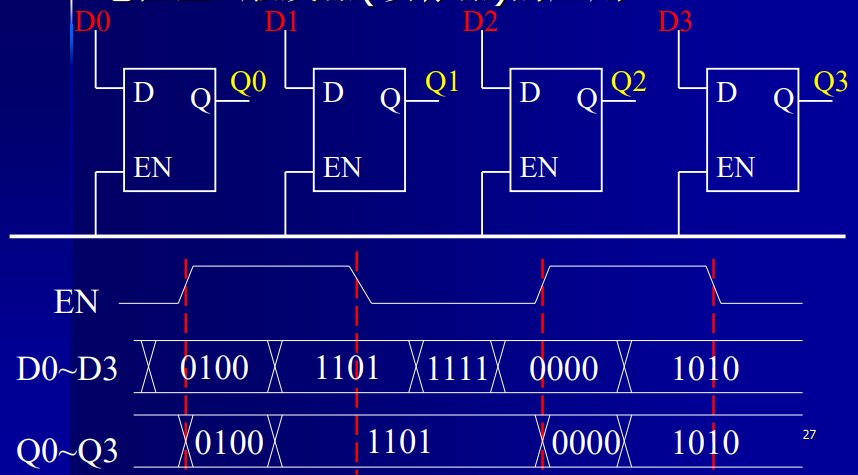 D0 D1 D2 D3
D Q Q0 D Q Q1 D Q Q2 D Q Q3
EN EN EN EN
EN
D0~D3 0100 1101 1111 0000 1010
Q0~Q3 0100 1101 0000 1010
27